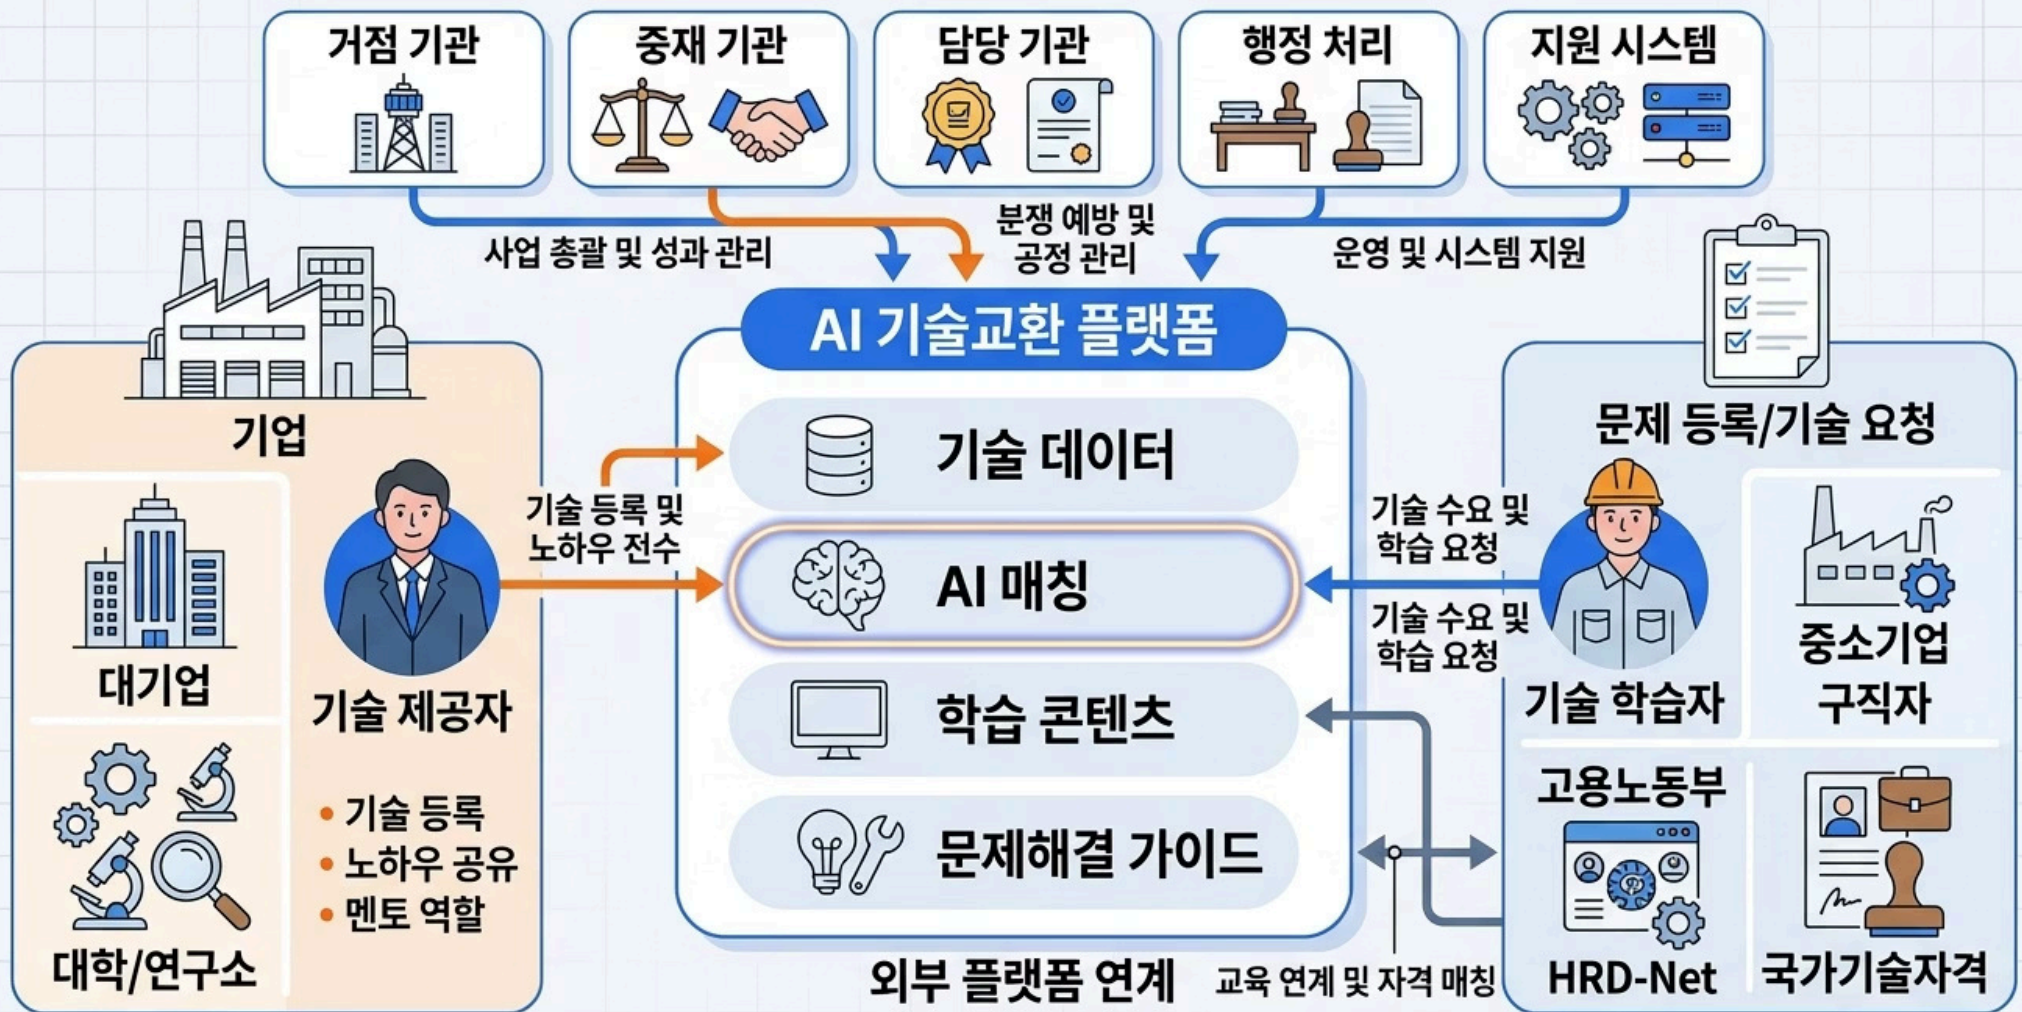 거점 기관
중재 기관
담당 기관
행정 처리
지원 시스템
사업 총괄 및 성과 관리
분쟁 예방 및
공정 관리
운영 및 시스템 지원
AI 기술교환 플랫폼
기업
대기업
대학/연구소
기술 제공자
• 기술 등록
• 노하우 공유
• 멘토 역할
기술 등록 및
노하우 전수
기술 데이터
AI 매칭
학습 콘텐츠
문제해결 가이드
외부 플랫폼 연계
기술 수요 및
학습 요청
기술 수요 및
학습 요청
교육 연계 및 자격 매칭
문제 등록/기술 요청
기술 학습자
중소기업
구직자
고용노동부
HRD-Net
국가기술자격